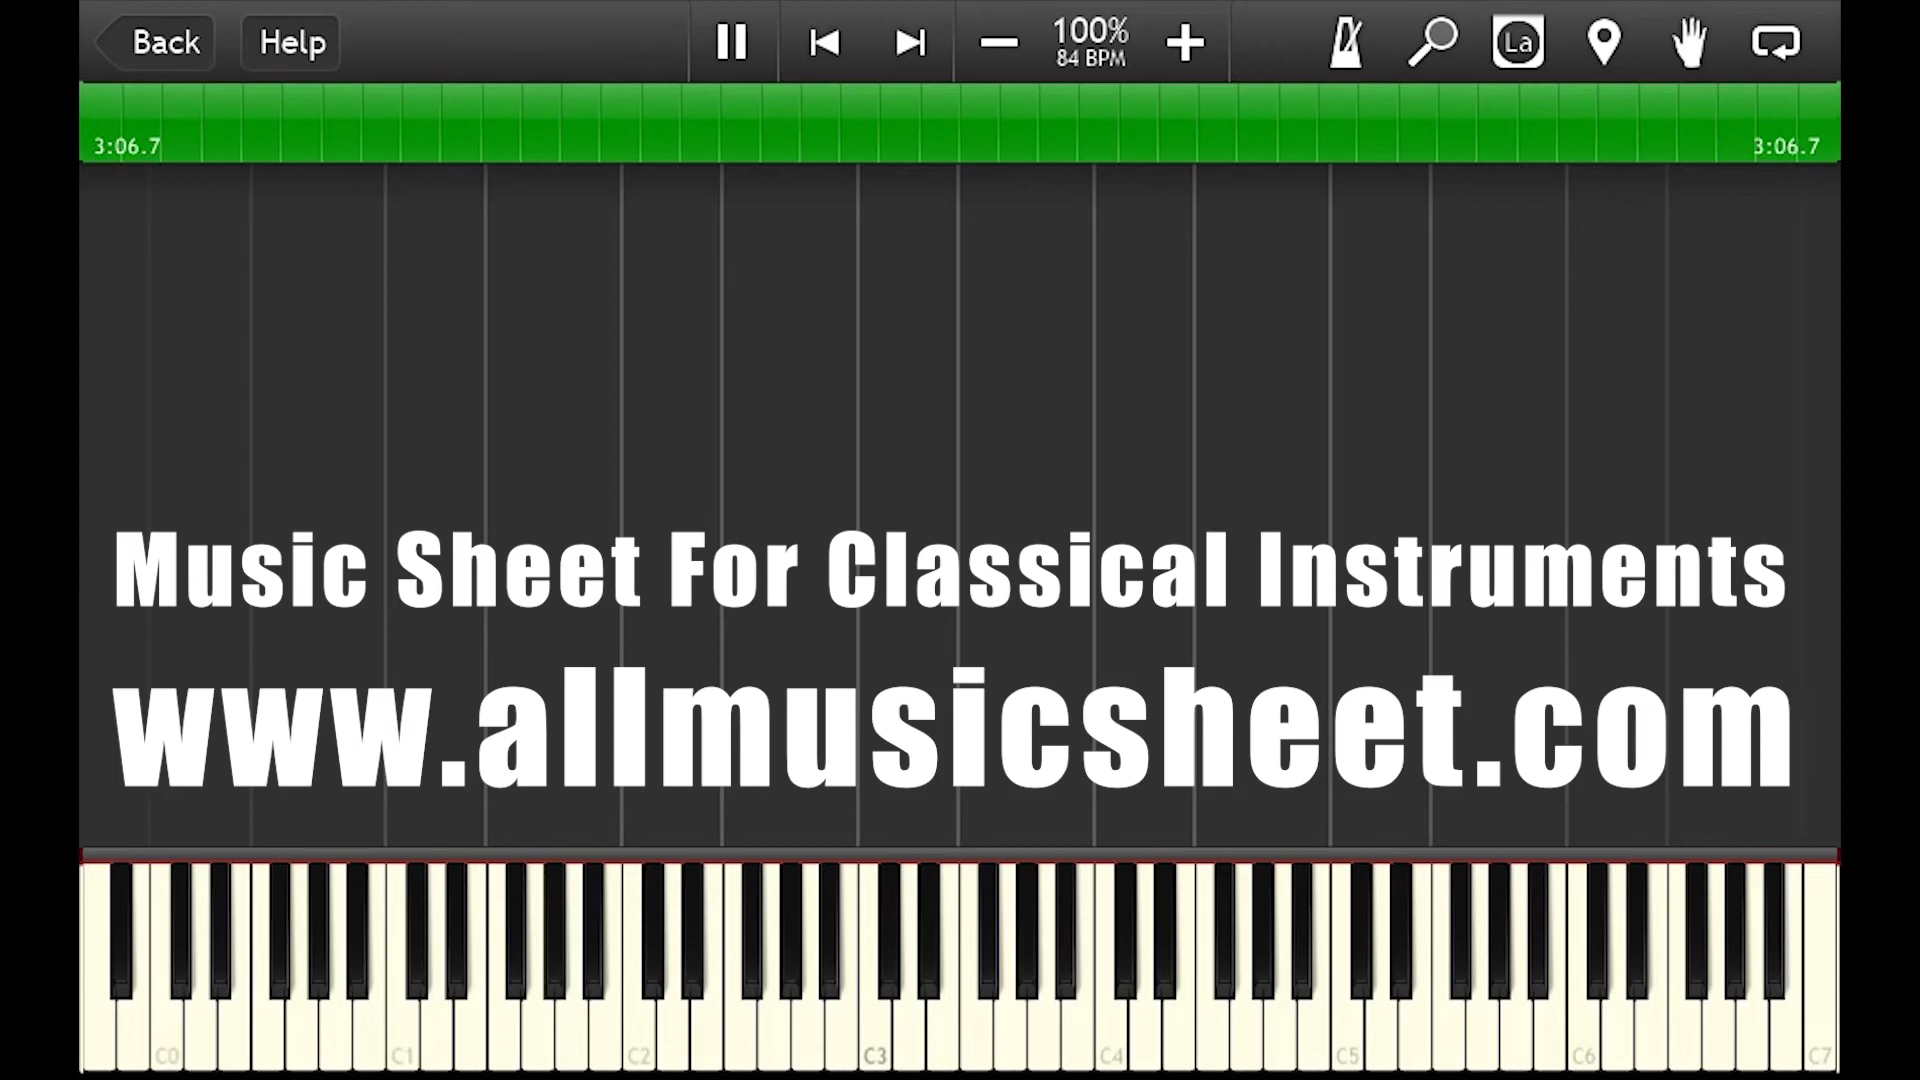 Back Help 100% La
84 BPM
3:06.7 3:06.7
Music Sheet For Classical Instruments
www.allmusicsheet.com
C0 C1 C2 C3 C4 C5 C6 C7